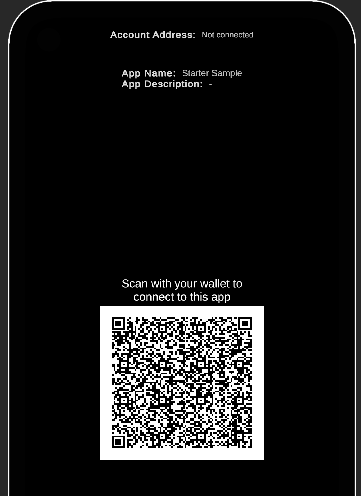 Account Address: Not connected
App Name: Starter Sample
App Description: -
Scan with your wallet to
connect to this app